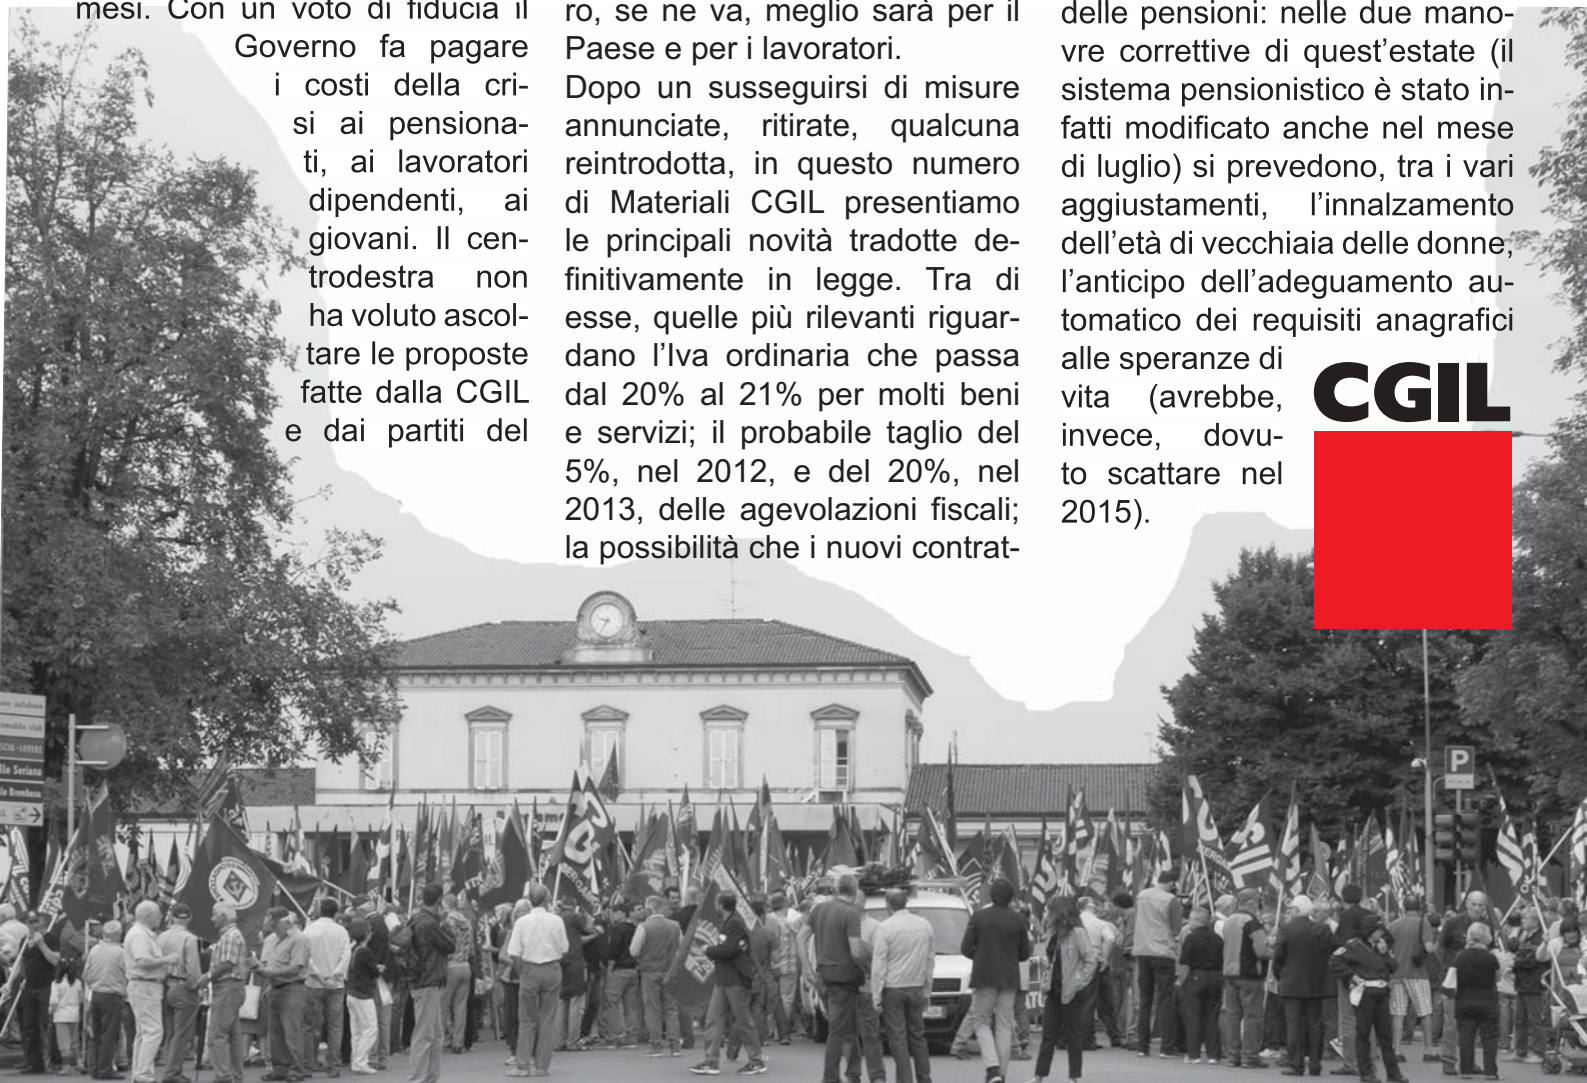 mesi. Con un voto di fiducia il
Governo fa pagare
i costi della cri-
si ai pensiona-
ti, ai lavoratori
dipendenti, ai
giovani. Il cen-
trodestra non
ha voluto ascol-
tare le proposte
fatte dalla CGIL
e dai partiti del
ro, se ne va, meglio sarà per il
Paese e per i lavoratori.
Dopo un susseguirsi di misure
annunciate, ritirate, qualcuna
reintrodotta, in questo numero
di Materiali CGIL presentiamo
le principali novità tradotte de-
finitivamente in legge. Tra di
esse, quelle più rilevanti riguar-
dano l’Iva ordinaria che passa
dal 20% al 21% per molti beni
e servizi; il probabile taglio del
5%, nel 2012, e del 20%, nel
2013, delle agevolazioni fiscali;
la possibilità che i nuovi contrat-
delle pensioni: nelle due mano-
vre correttive di quest’estate (il
sistema pensionistico è stato in-
fatti modificato anche nel mese
di luglio) si prevedono, tra i vari
aggiustamenti, l’innalzamento
dell’età di vecchiaia delle donne,
l’anticipo dell’adeguamento au-
tomatico dei requisiti anagrafici
alle speranze di
vita (avrebbe,
invece, dovu-
to scattare nel
2015).
CGIL
lle Seriana
lle Brembana
P